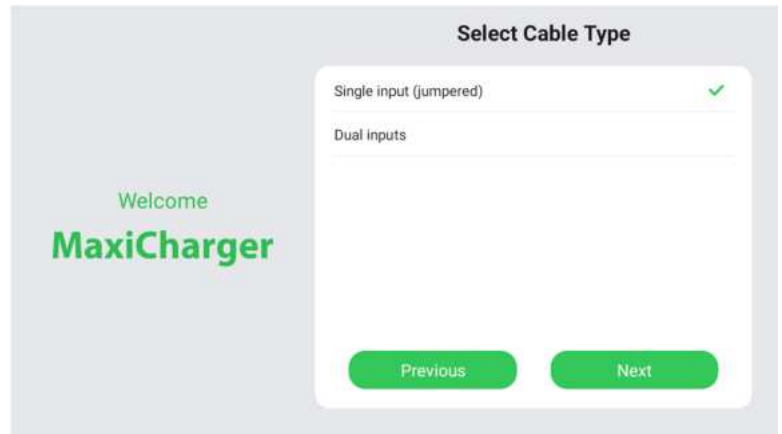 Select Cable Type
Single input (jumpered)
Dual inputs
Welcome
MaxiCharger
Previous
Next